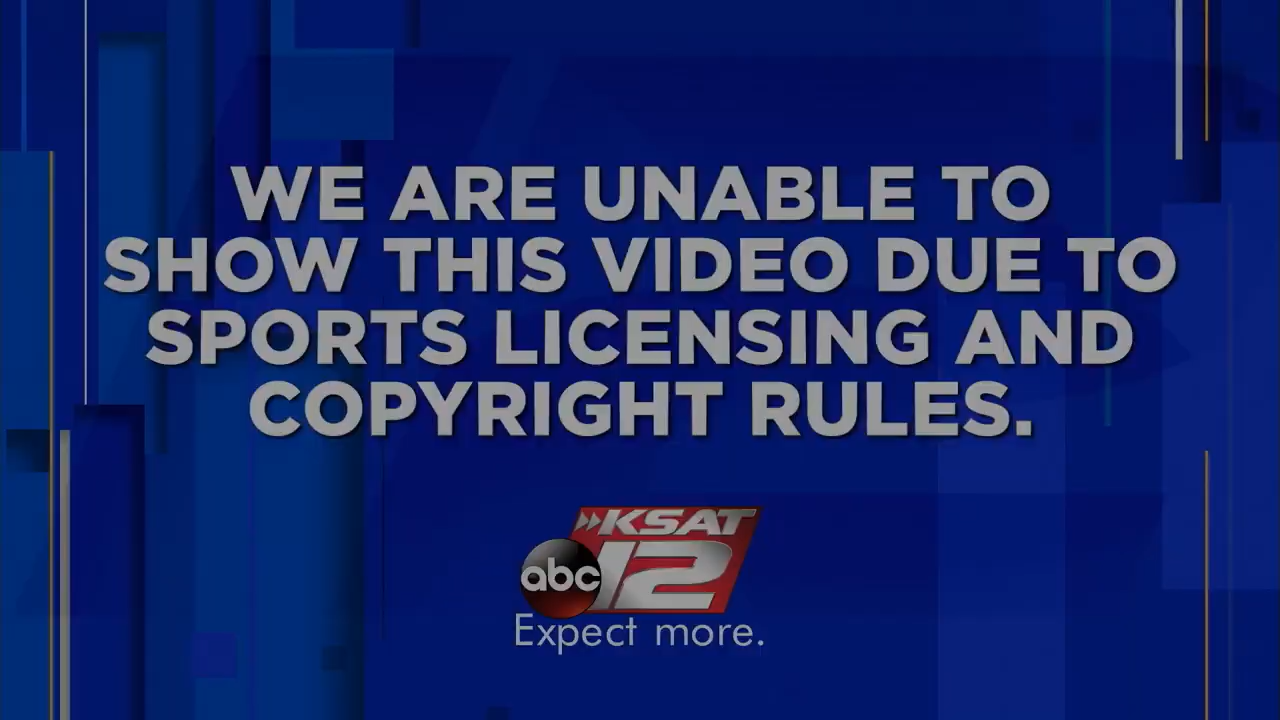 WE ARE UNABLE TO
SHOW THIS VIDEO DUE TO
SPORTS LICENSING AND
COPYRIGHT RULES.
KSAT
abc 12
Expect more.